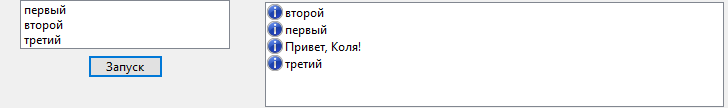 первый
второй
третий
Запуск
второй
первый
Привет, Коля!
третий